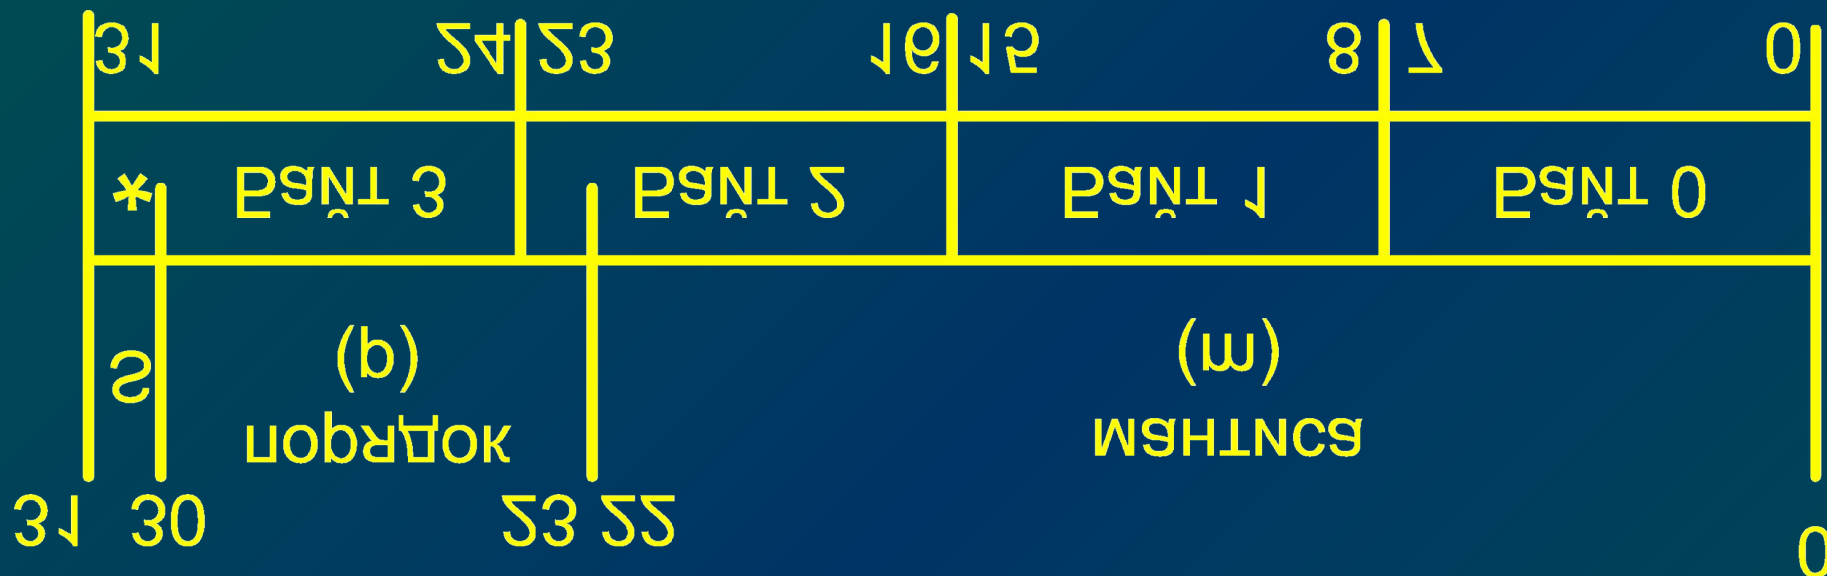 31 30 23 22 0
порядок мантиса
S (p) (m)
* Байт 3 Байт 2 Байт 1 Байт 0
31 24 23 16 15 8 7 0